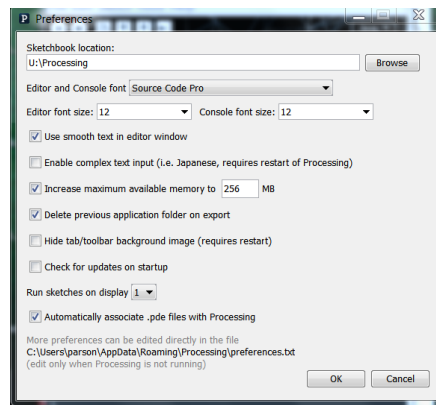 P Preferences
Sketchbook location:
U:\Processing Browse
Editor and Console font Source Code Pro
Editor font size: 12 Console font size: 12
Use smooth text in editor window
Enable complex text input (i.e. Japanese, requires restart of Processing)
Increase maximum available memory to 256 MB
Delete previous application folder on export
Hide tab/toolbar background image (requires restart)
Check for updates on startup
Run sketches on display 1
Automatically associate .pde files with Processing
More preferences can be edited directly in the file
C:\Users\parson\AppData\Roaming\Processing\preferences.txt
(edit only when Processing is not running)
OK Cancel